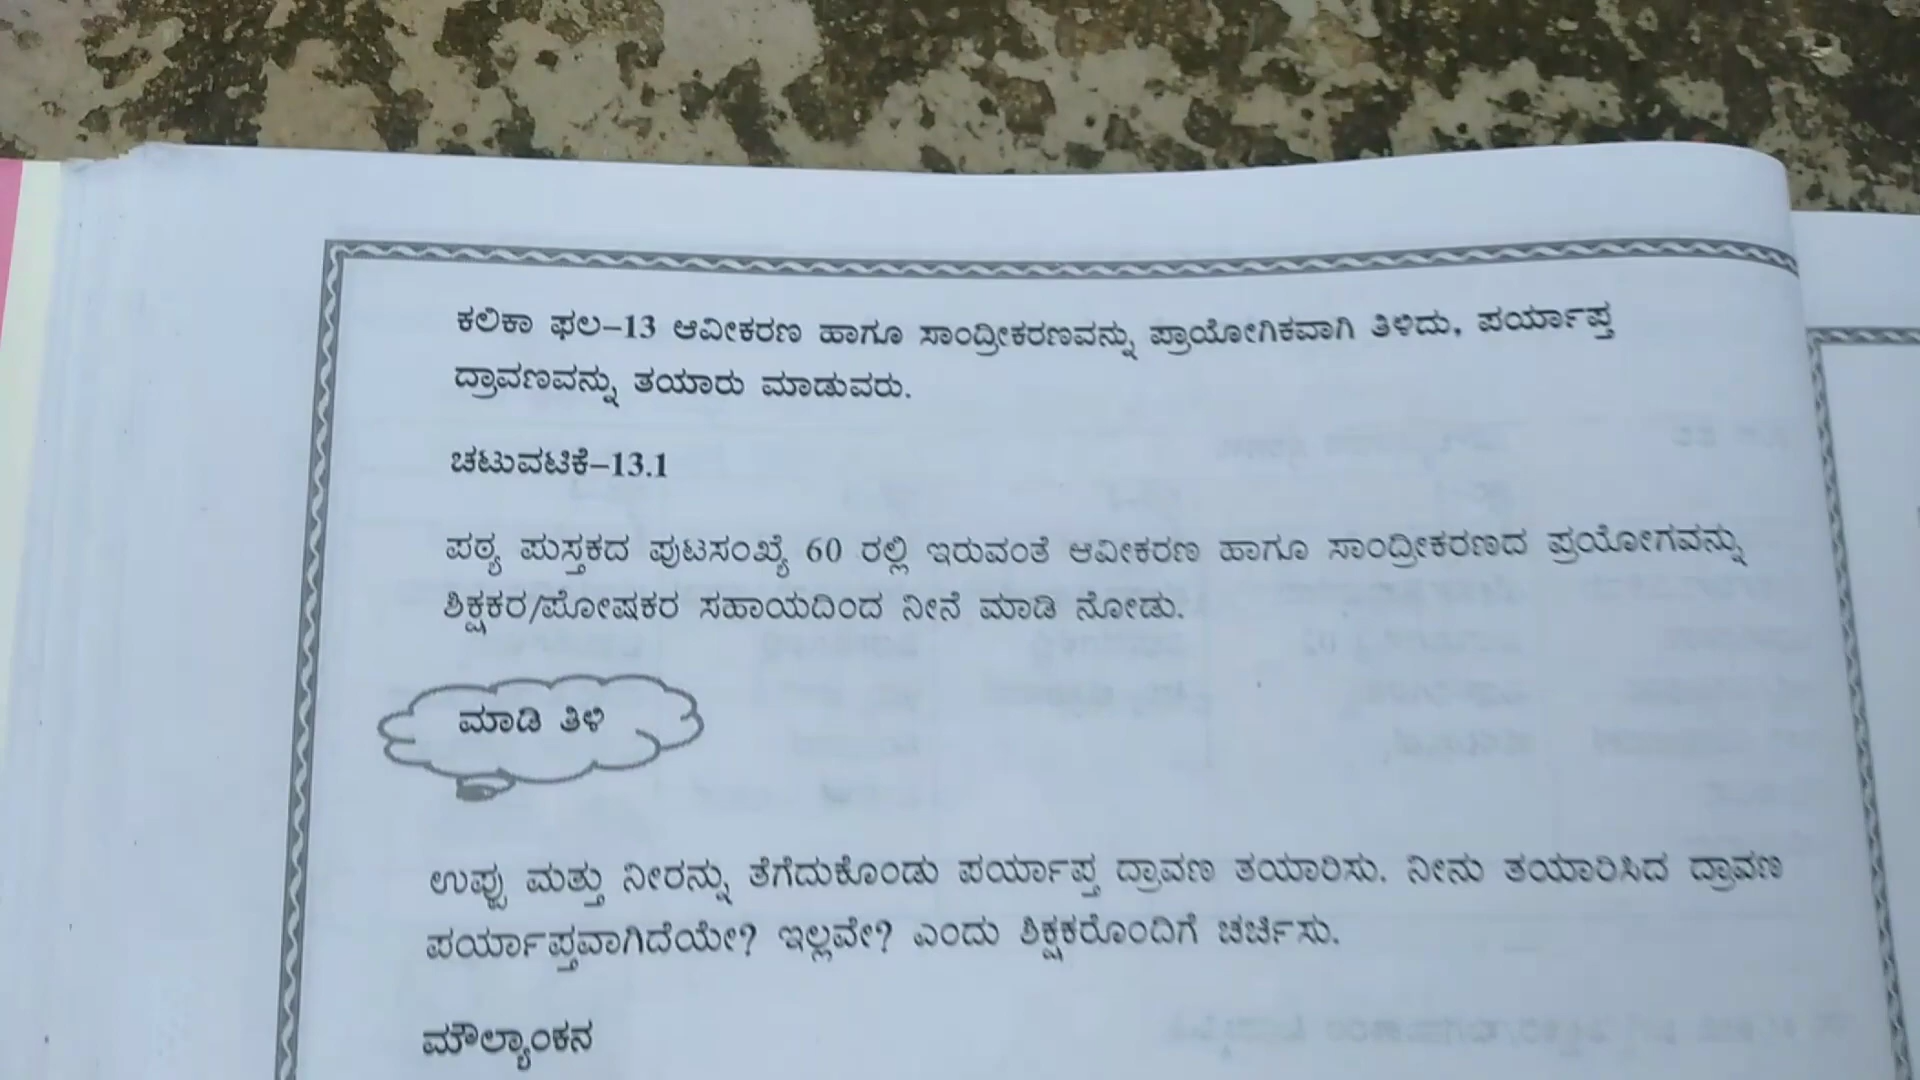 ಕಲಿಕಾ ಫಲ–13 ಆವೀಕರಣ ಹಾಗೂ ಸಾಂದ್ರೀಕರಣವನ್ನು ಪ್ರಾಯೋಗಿಕವಾಗಿ ತಿಳಿದು, ಪರ್ಯಾಪ್ತ
ದ್ರಾವಣವನ್ನು ತಯಾರು ಮಾಡುವರು.
ಚಟುವಟಿಕೆ–13.1
ಪಠ್ಯ ಪುಸ್ತಕದ ಪುಟಸಂಖ್ಯೆ 60 ರಲ್ಲಿ ಇರುವಂತೆ ಆವೀಕರಣ ಹಾಗೂ ಸಾಂದ್ರೀಕರಣದ ಪ್ರಯೋಗವನ್ನು
ಶಿಕ್ಷಕರ/ಪೋಷಕರ ಸಹಾಯದಿಂದ ನೀನೆ ಮಾಡಿ ನೋಡು.
ಮಾಡಿ ತಿಳಿ
ಉಪ್ಪು ಮತ್ತು ನೀರನ್ನು ತೆಗೆದುಕೊಂಡು ಪರ್ಯಾಪ್ತ ದ್ರಾವಣ ತಯಾರಿಸು. ನೀನು ತಯಾರಿಸಿದ ದ್ರಾವಣ
ಪರ್ಯಾಪ್ತವಾಗಿದೆಯೇ? ಇಲ್ಲವೇ? ಎಂದು ಶಿಕ್ಷಕರೊಂದಿಗೆ ಚರ್ಚಿಸು.
ಮೌಲ್ಯಾಂಕನ